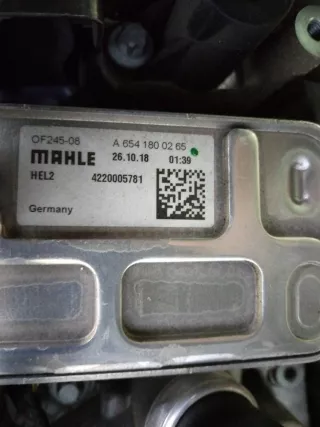 OF245-08 A 654 180 02 65
MAHLE 26.10.18 01:39
HEL2 4220005781
Germany